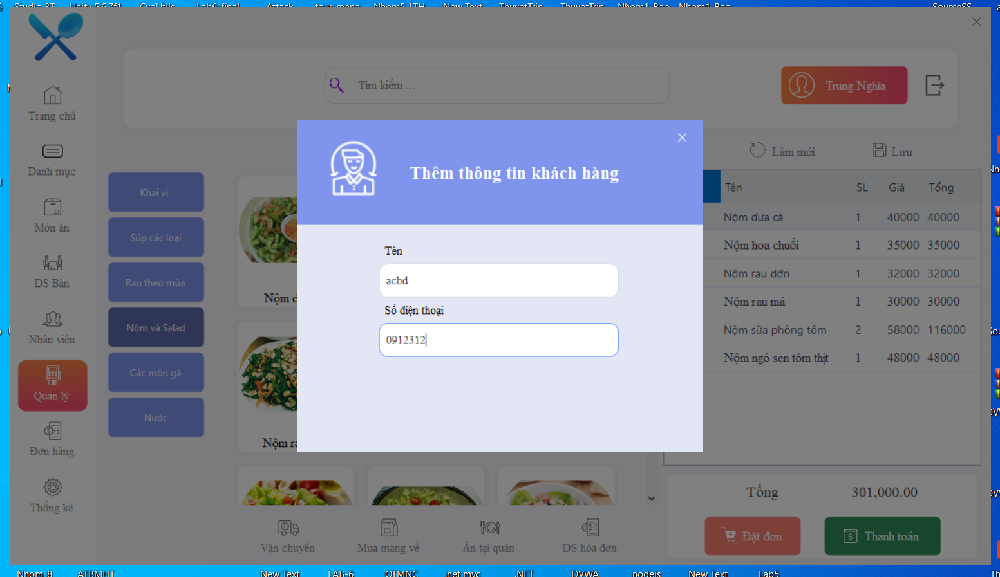 Studio 3T
Unity 5.6.7f1
CygUtils
Lab6_final
Attack
tour_mana
Nhom5_LTH
New Text
ThuyetTrin
ThuyetTrin
Nhom1_Bao
Nhom1_Bao
SourceSS
Trang chủ
Danh mục
Món ăn
DS Bàn
Nhân viên
Quản lý
Đơn hàng
Thống kê
Tìm kiếm ...
Trung Nghĩa
Làm mới
Lưu
Khai vị
Súp các loại
Rau theo mùa
Nộm và Salad
Các món gà
Nước
Thêm thông tin khách hàng
Tên
acbd
Số điện thoại
0912312
Tên SL Giá Tổng
Nộm dưa cà 1 40000 40000
Nộm hoa chuối 1 35000 35000
Nộm rau dớn 1 32000 32000
Nộm rau má 1 30000 30000
Nộm sữa phòng tôm 2 58000 116000
Nộm ngó sen tôm thịt 1 48000 48000
Nộm
Nộm
Tổng 301,000.00
Đặt đơn
Thanh toán
Vận chuyển
Mua mang về
Ăn tại quán
DS hóa đơn
Nhom_8
ATBMHT
New Text
LAB-6
QTMNC
.net mvc
.NET
DVWA
nodejs
New Text
Lab5